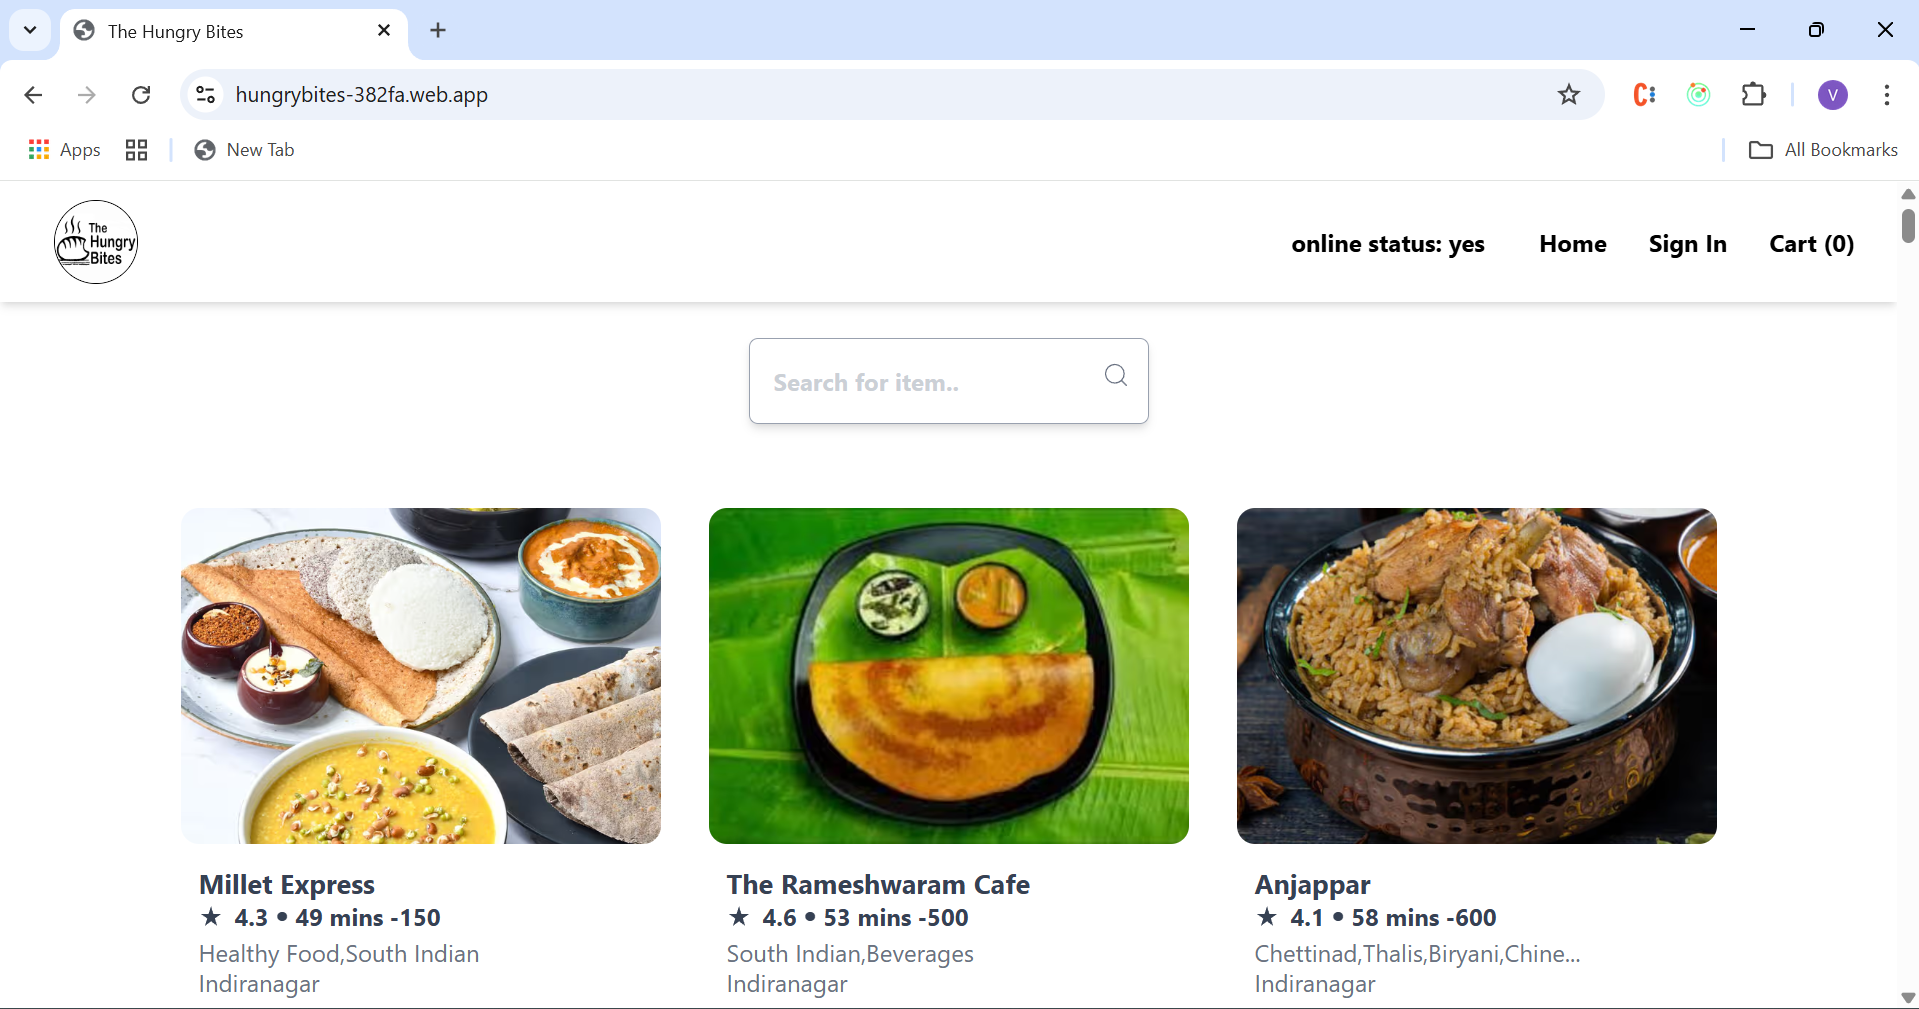 The Hungry Bites
hungrybites-382fa.web.app
V
Apps
New Tab
All Bookmarks
The
Hungry
Bites
online status: yes
Home
Sign In
Cart (0)
Search for item..
Millet Express
★ 4.3 • 49 mins -150
Healthy Food,South Indian
Indiranagar
The Rameshwaram Cafe
★ 4.6 • 53 mins -500
South Indian,Beverages
Indiranagar
Anjappar
★ 4.1 • 58 mins -600
Chettinad,Thalis,Biryani,Chine...
Indiranagar